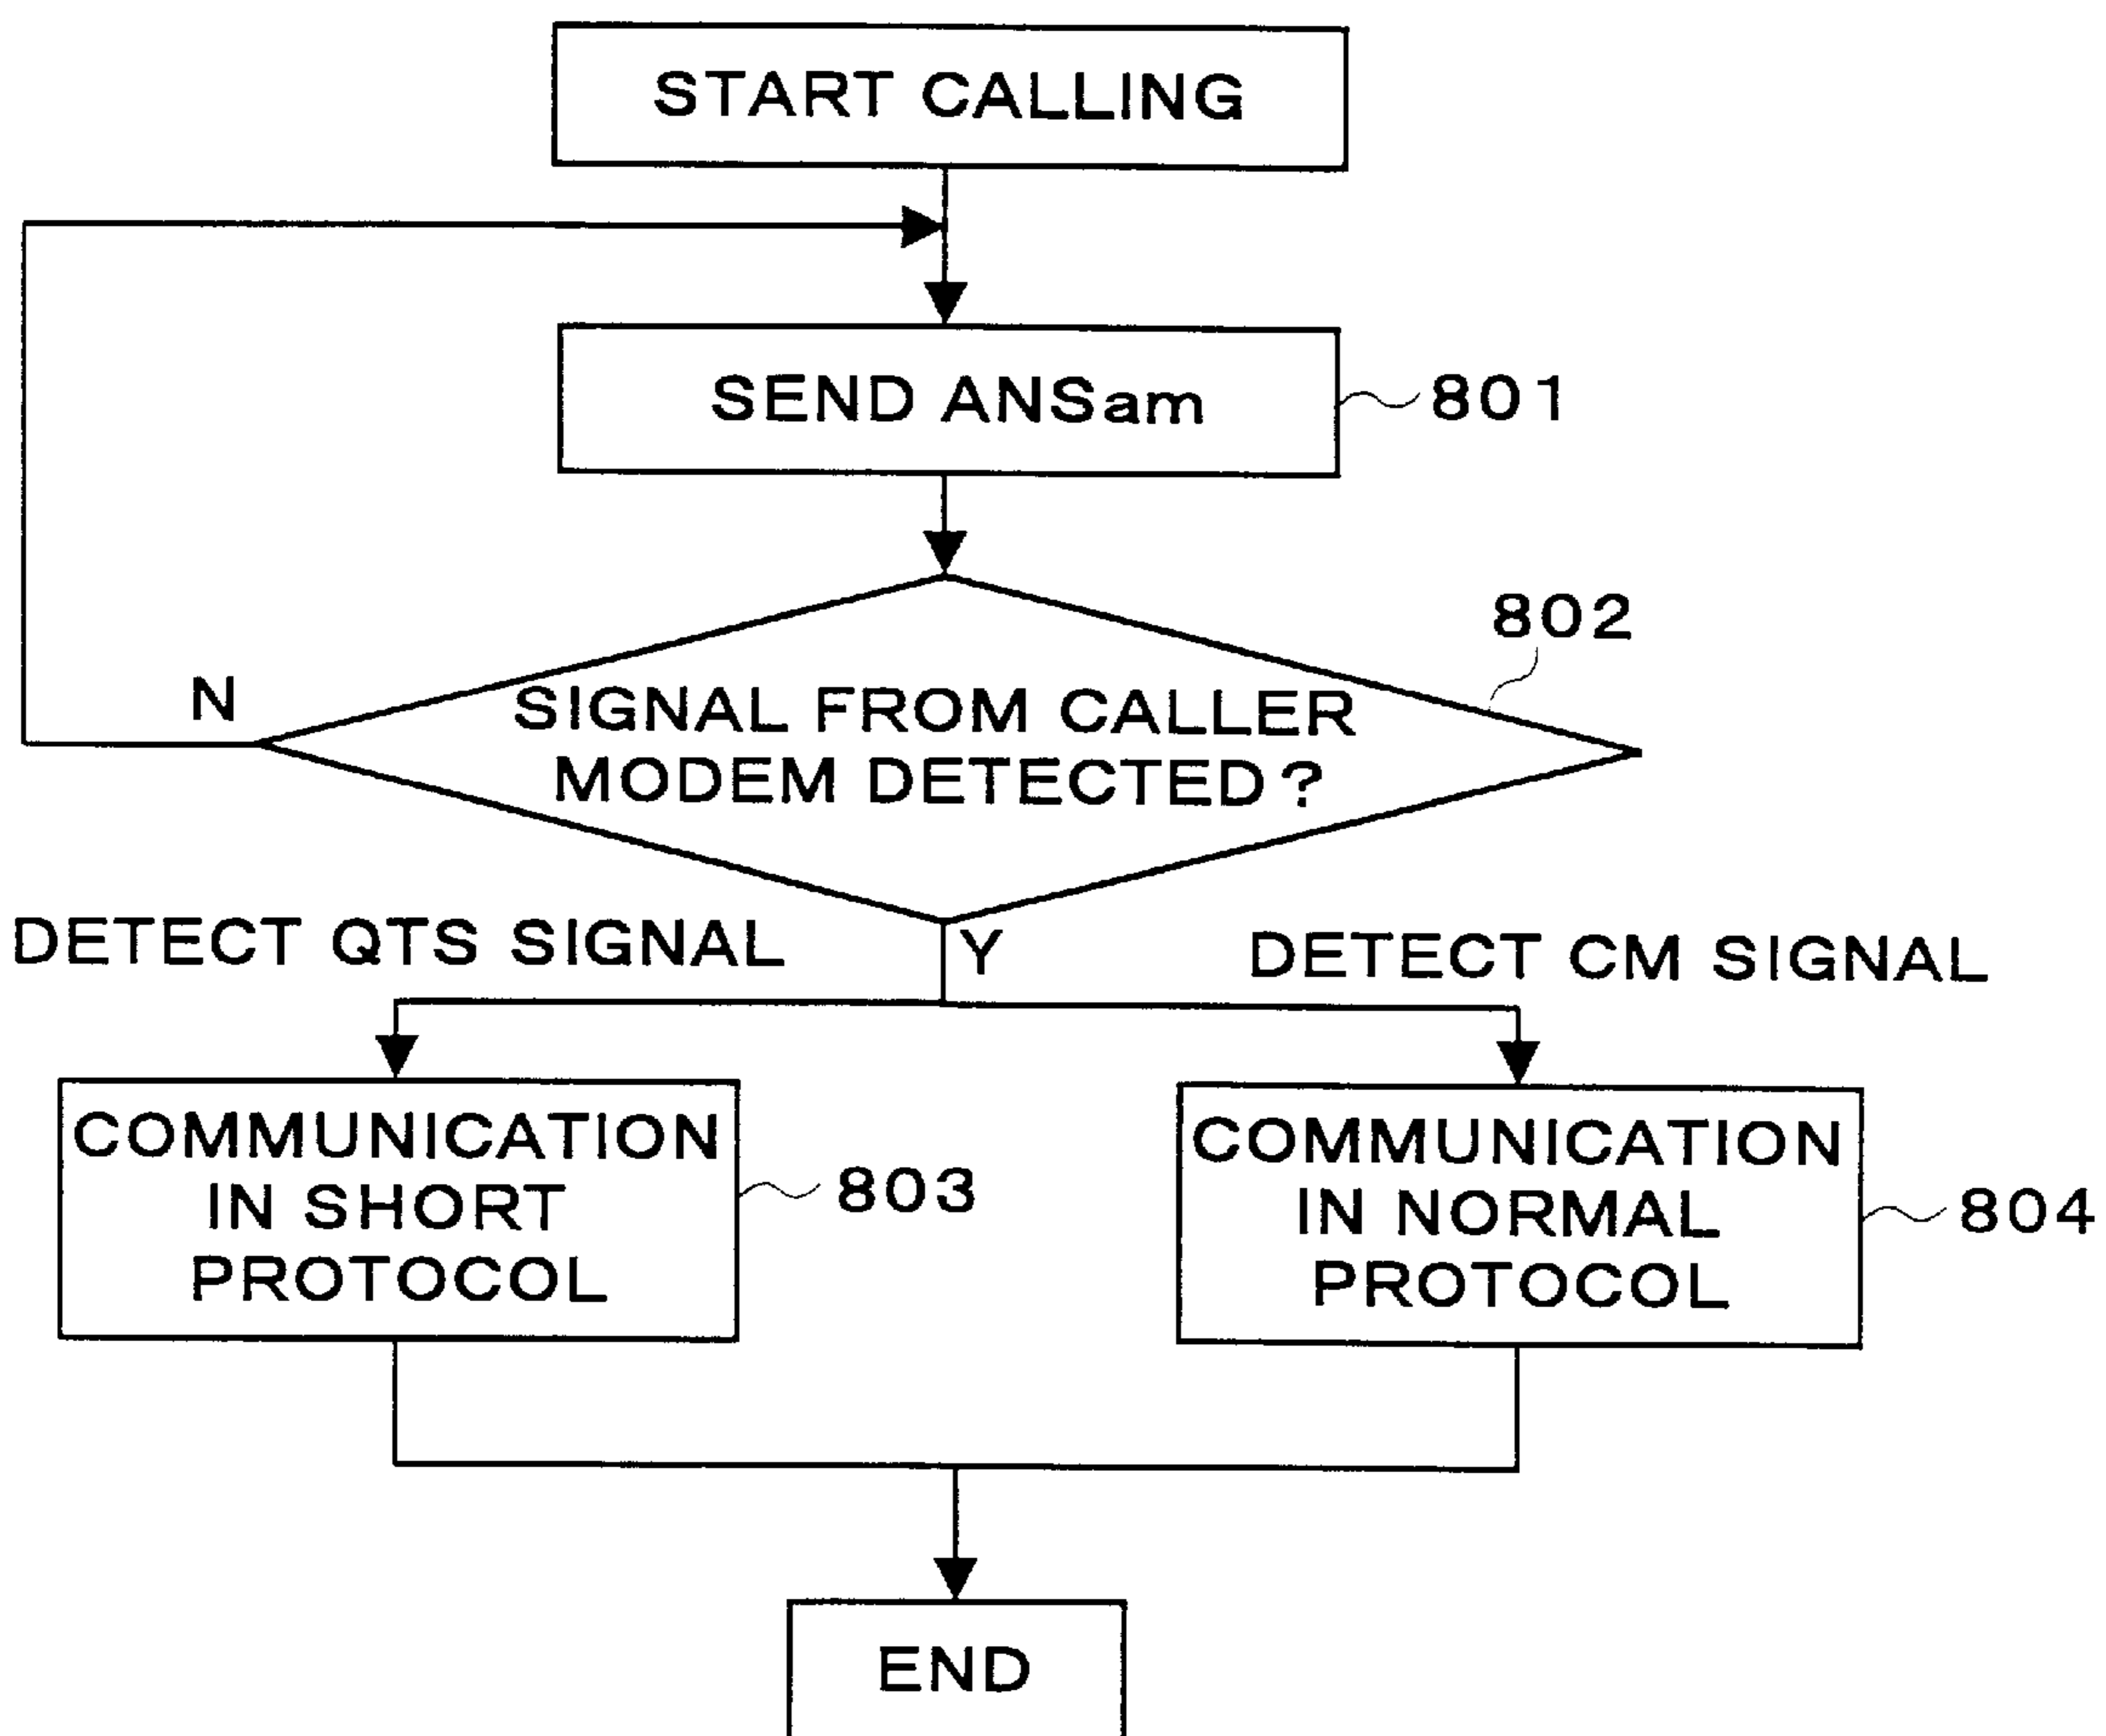 START CALLING
SEND ANSam
801
802
N
SIGNAL FROM CALLER
MODEM DETECTED?
DETECT QTS SIGNAL
Y
DETECT CM SIGNAL
COMMUNICATION
IN SHORT
PROTOCOL
803
COMMUNICATION
IN NORMAL
PROTOCOL
804
END